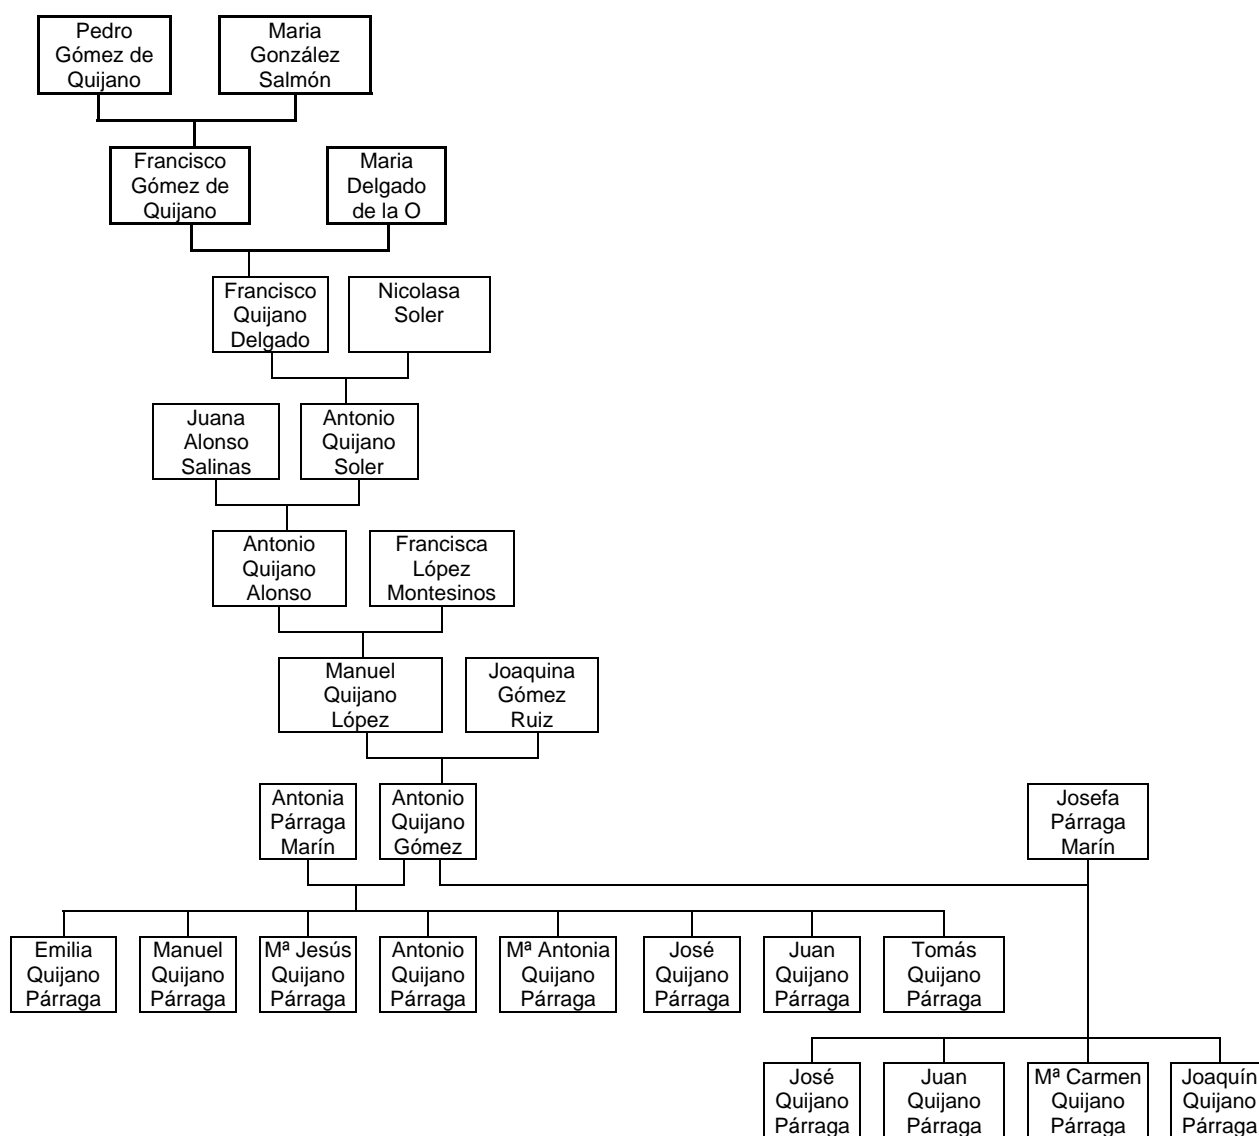 Pedro
Gómez de
Quijano
Maria
González
Salmón
Francisco
Gómez de
Quijano
Maria
Delgado
de la O
Francisco
Quijano
Delgado
Nicolasa
Soler
Juana
Alonso
Salinas
Antonio
Quijano
Soler
Antonio
Quijano
Alonso
Francisca
López
Montesinos
Manuel
Quijano
López
Joaquina
Gómez
Ruiz
Antonia
Párraga
Marín
Antonio
Quijano
Gómez
Josefa
Párraga
Marín
Emilia
Quijano
Párraga
Manuel
Quijano
Párraga
Mª Jesús
Quijano
Párraga
Antonio
Quijano
Párraga
Mª Antonia
Quijano
Párraga
José
Quijano
Párraga
Juan
Quijano
Párraga
Tomás
Quijano
Párraga
José
Quijano
Párraga
Juan
Quijano
Párraga
Mª Carmen
Quijano
Párraga
Joaquín
Quijano
Párraga